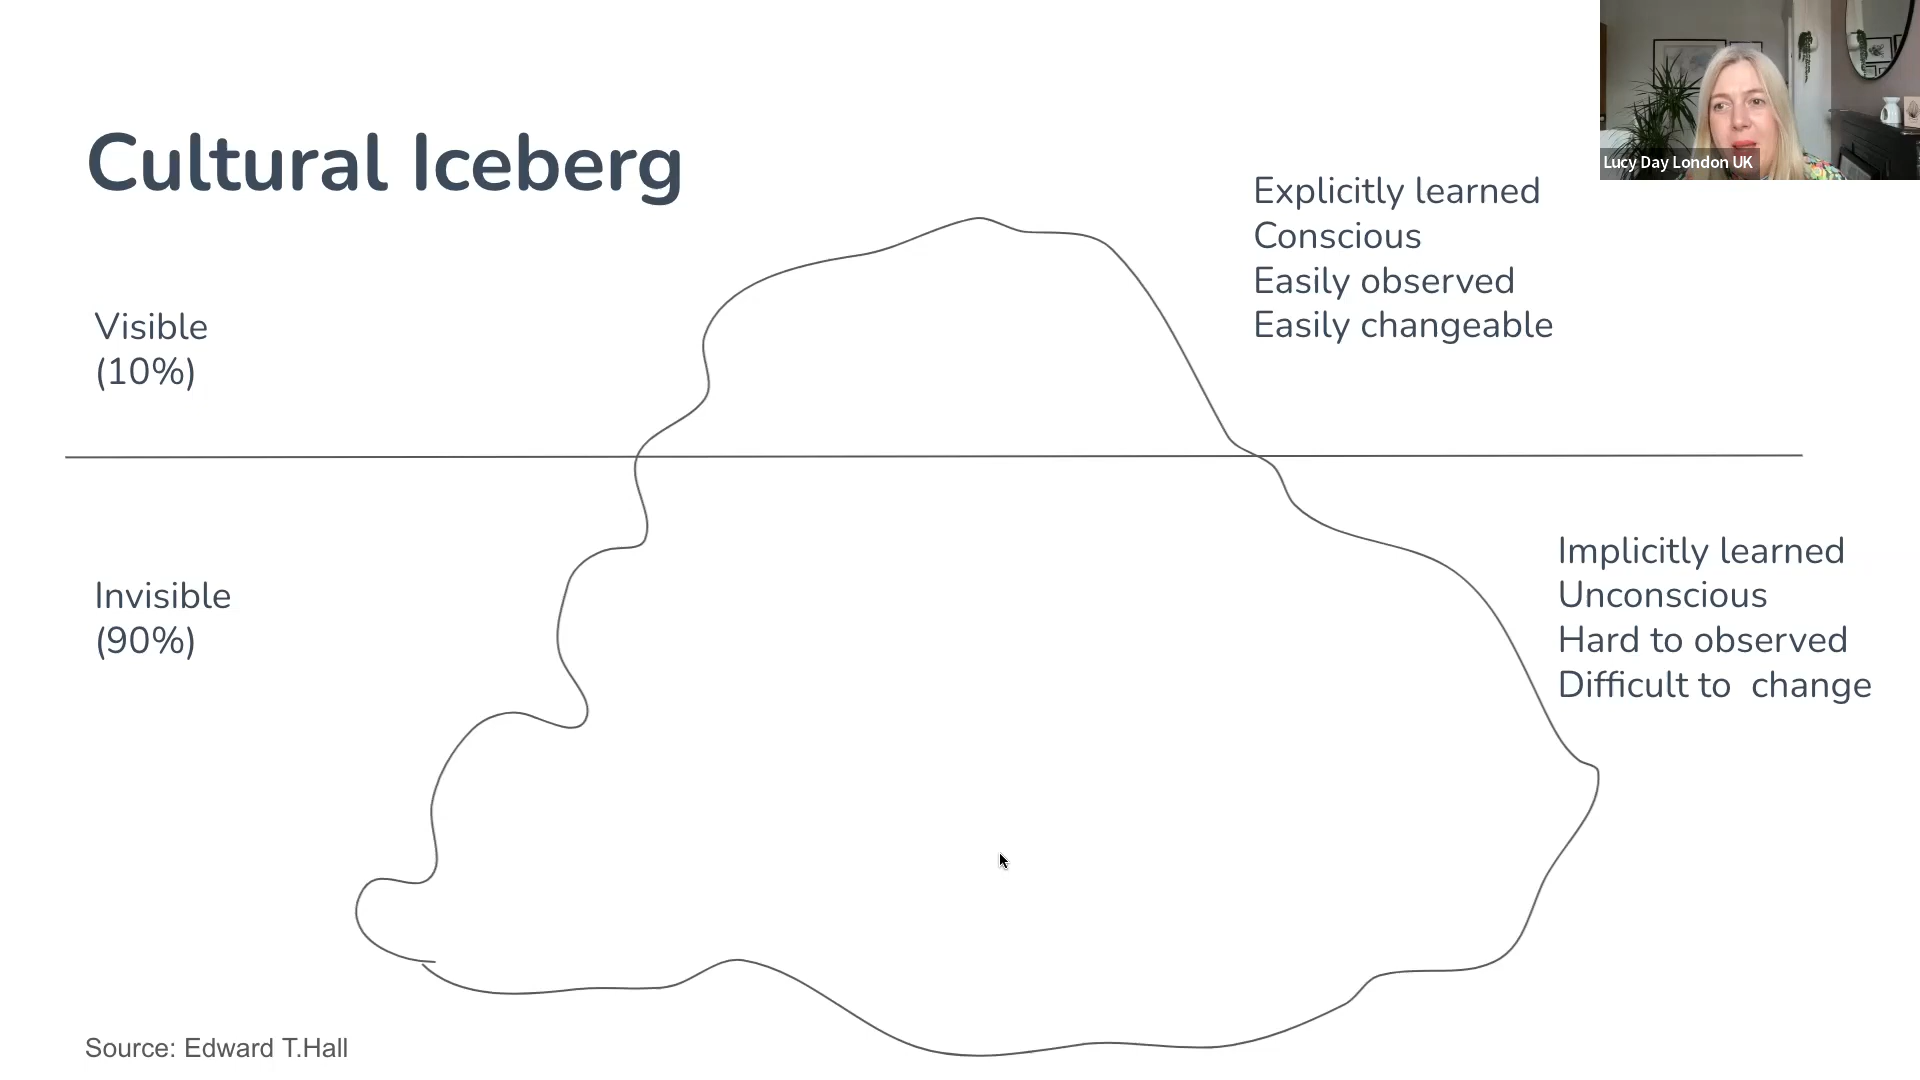 Cultural Iceberg
Lucy Day London UK
Explicitly learned
Conscious
Easily observed
Easily changeable
Visible
(10%)
Invisible
(90%)
Implicitly learned
Unconscious
Hard to observed
Difficult to  change
Source: Edward T.Hall